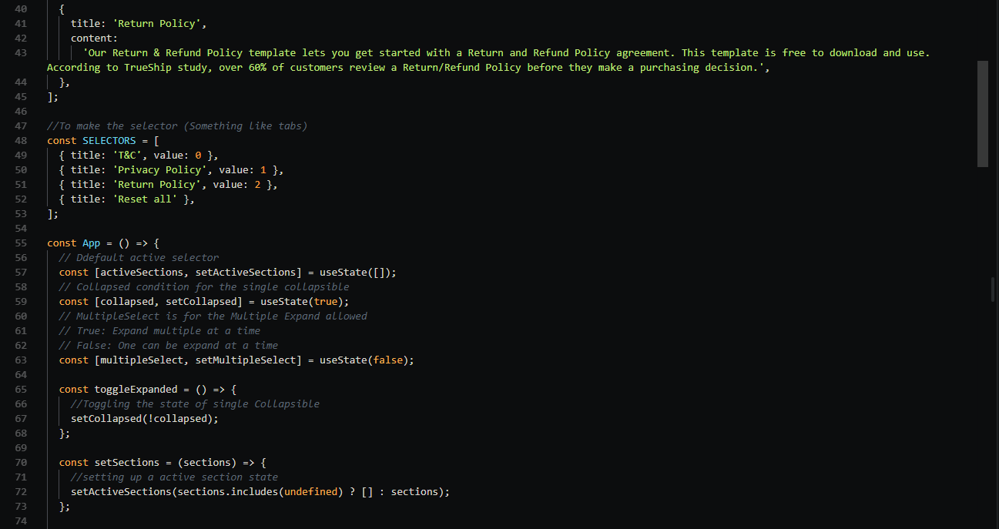 40 {
41 title: 'Return Policy',
42 content:
43 'Our Return & Refund Policy template lets you get started with a Return and Refund Policy agreement. This template is free to download and use.
According to TrueShip study, over 60% of customers review a Return/Refund Policy before they make a purchasing decision.',
44 },
45 ];
46
47 //To make the selector (Something like tabs)
48 const SELECTORS = [
49 { title: 'T&C', value: 0 },
50 { title: 'Privacy Policy', value: 1 },
51 { title: 'Return Policy', value: 2 },
52 { title: 'Reset all' },
53 ];
54
55 const App = () => {
56 // Ddefault active selector
57 const [activeSections, setActiveSections] = useState([]);
58 // Collapsed condition for the single collapsible
59 const [collapsed, setCollapsed] = useState(true);
60 // MultipleSelect is for the Multiple Expand allowed
61 // True: Expand multiple at a time
62 // False: One can be expand at a time
63 const [multipleSelect, setMultipleSelect] = useState(false);
64
65 const toggleExpanded = () => {
66 //Toggling the state of single Collapsible
67 setCollapsed(!collapsed);
68 };
69
70 const setSections = (sections) => {
71 //setting up a active section state
72 setActiveSections(sections.includes(undefined) ? [] : sections);
73 };
74